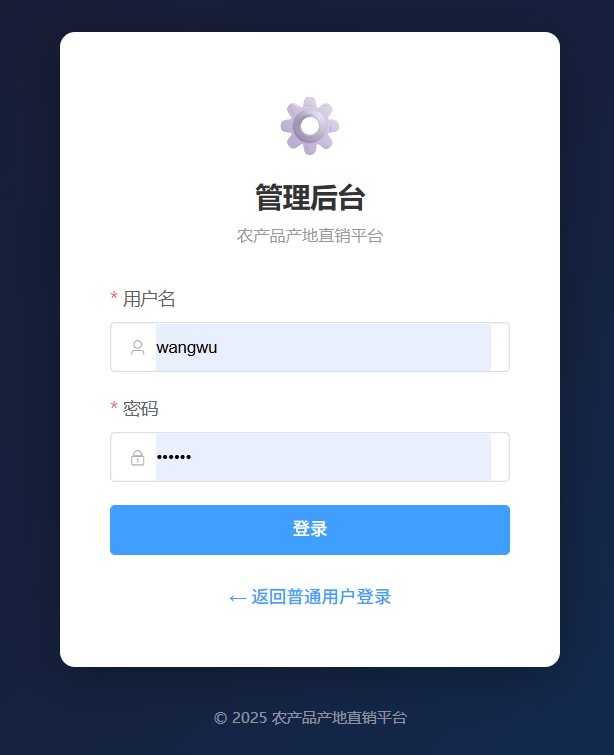 管理后台
农产品产地直销平台
* 用户名
wangwu
* 密码
••••••
登录
← 返回普通用户登录
© 2025 农产品产地直销平台